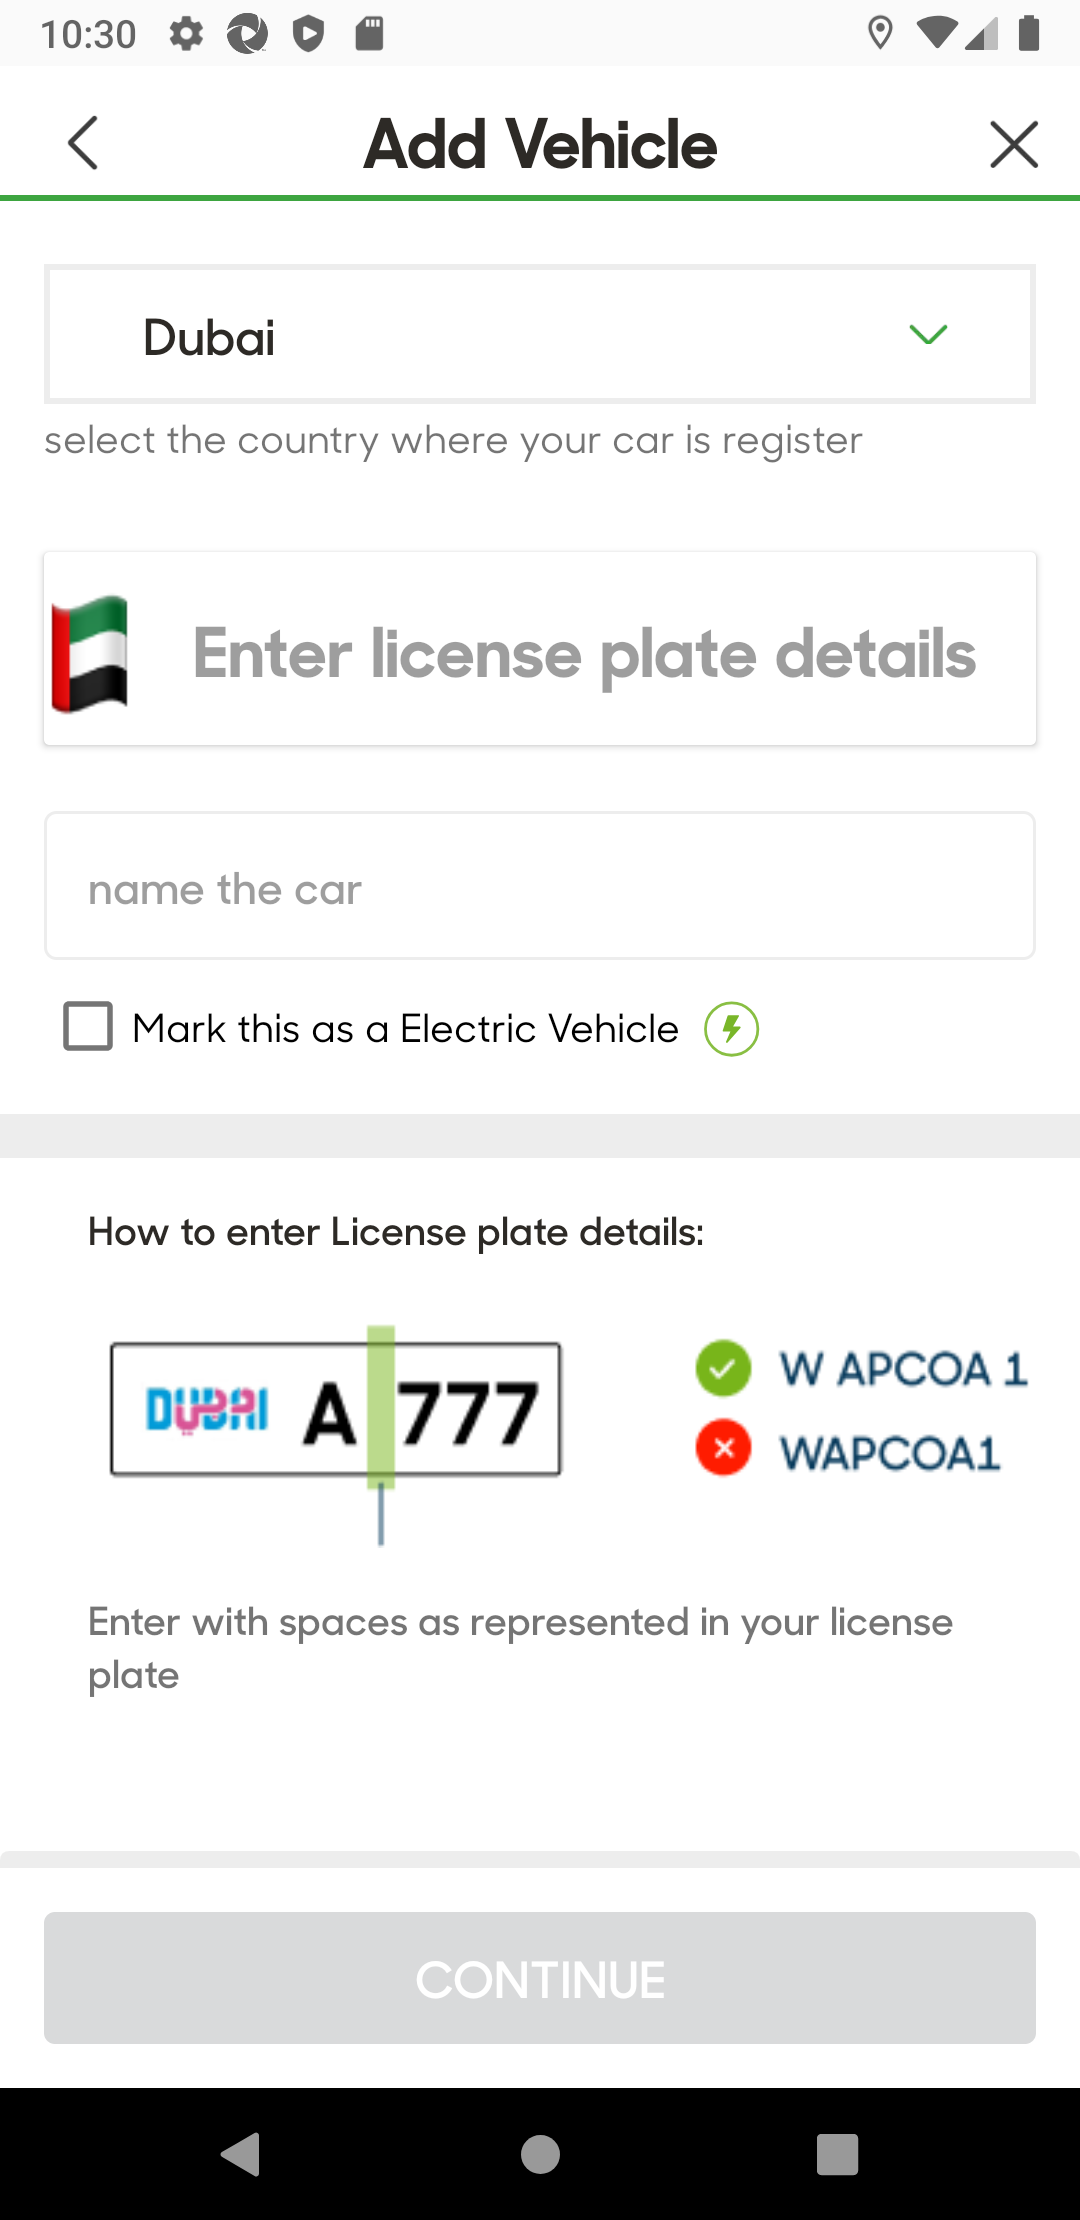 10:30
Add Vehicle
Dubai
select the country where your car is register
Enter license plate details
name the car
Mark this as a Electric Vehicle
How to enter License plate details:
DUBAI A 777
W APCOA 1
WAPCOA1
Enter with spaces as represented in your license
plate
CONTINUE